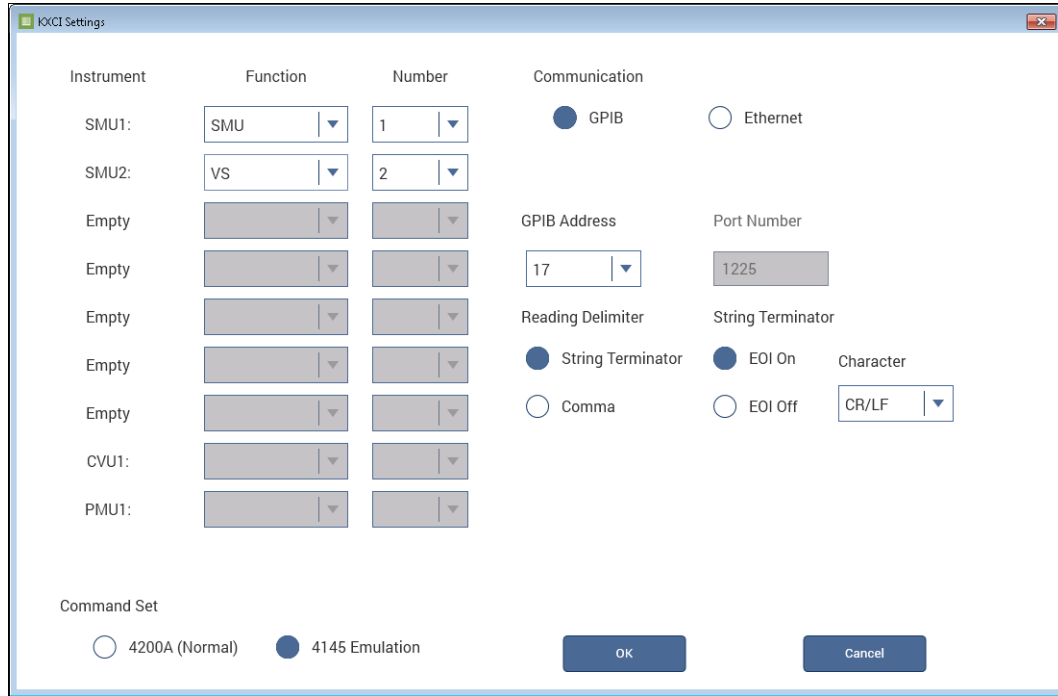 KXCI Settings
Instrument Function Number Communication
SMU1: SMU 1 GPIB Ethernet
SMU2: VS 2
Empty GPIB Address Port Number
Empty 17 1225
Empty Reading Delimiter String Terminator
Empty String Terminator EOI On Character
Empty Comma EOI Off CR/LF
CVU1:
PMU1:
Command Set
4200A (Normal) 4145 Emulation OK Cancel